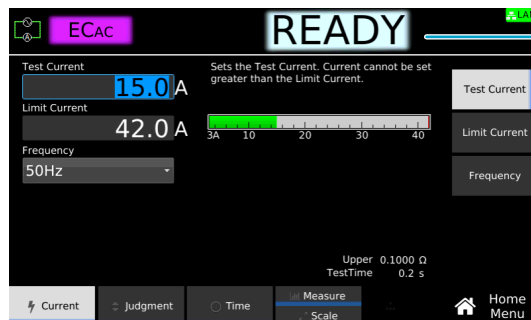 ECAC
READY
LAN
Test Current
15.0 A
Limit Current
42.0 A
Frequency
50Hz
Sets the Test Current. Current cannot be set
greater than the Limit Current.
3A 10 20 30 40
Upper 0.1000 Ω
TestTime 0.2 s
Test Current
Limit Current
Frequency
Current
Judgment
Time
Measure
Scale
Home
Menu